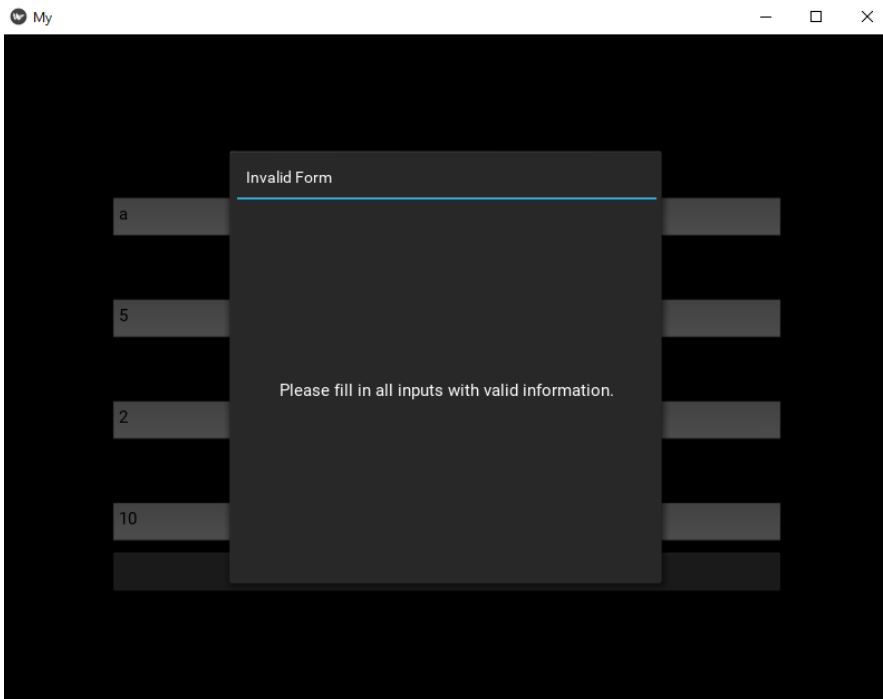 My
Invalid Form
a
5
Please fill in all inputs with valid information.
2
10